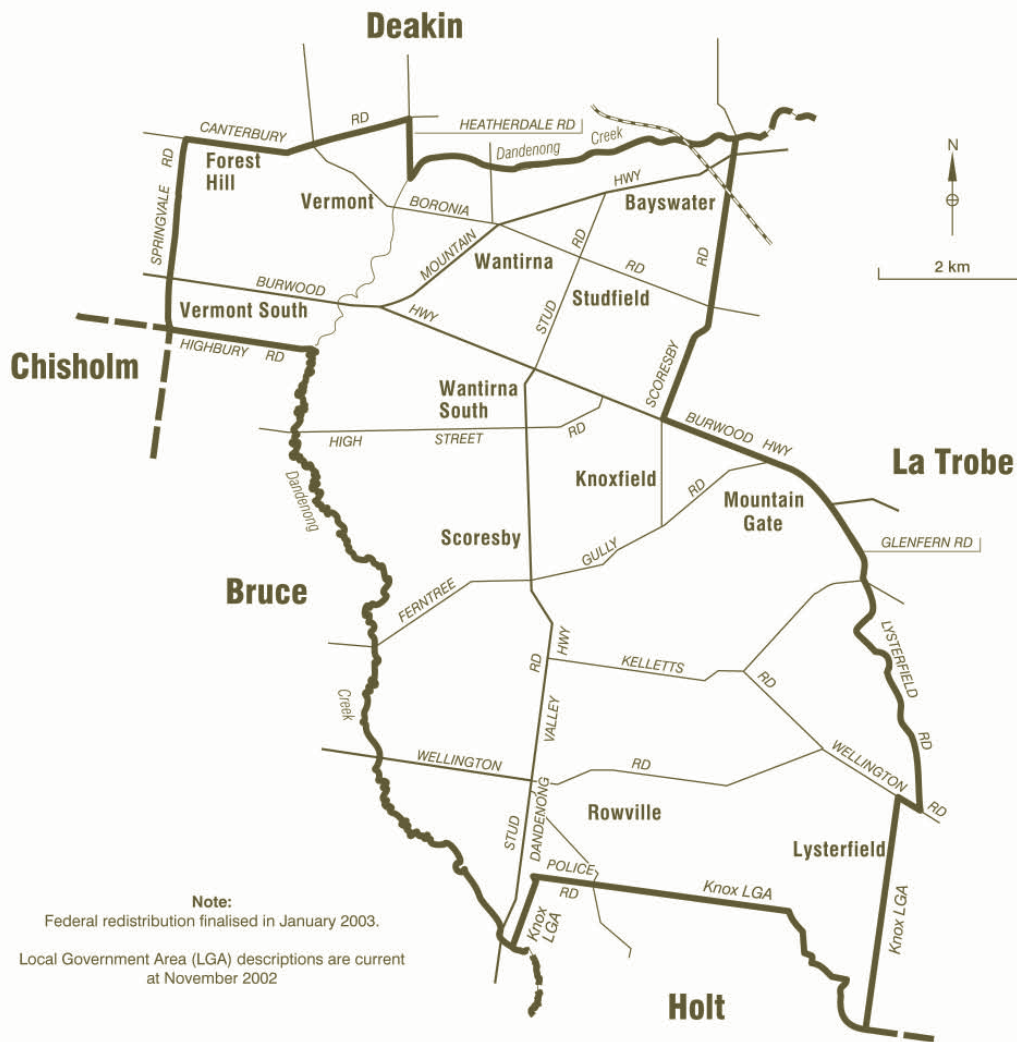 Deakin
CANTERBURY
RD
HEATHERDALE RD
Creek
Dandenong
N
Forest
Hill
RD
SPRINGVALE
Vermont
BORONIA
HWY
Bayswater
MOUNTAIN
Wantirna
RD
RD
RD
2 km
BURWOOD
Vermont South
HWY
STUD
Studfield
HIGHBURY
RD
Chisholm
SCORESBY
Wantirna
South
BURWOOD
HWY
HIGH
STREET
RD
La Trobe
Dandenong
Knoxfield
RD
Mountain
Gate
Scoresby
GULLY
GLENFERN RD
Bruce
FERNTREE
LYSTERFIELD
HWY
RD
KELLETTS
RD
Creek
VALLEY
RD
WELLINGTON
RD
WELLINGTON
RD
DANDENONG
STUD
Rowville
Lysterfield
POLICE
RD
Knox LGA
Knox LGA
Knox
LGA
Note:
Federal redistribution finalised in January 2003.
Local Government Area (LGA) descriptions are current
at November 2002
Holt